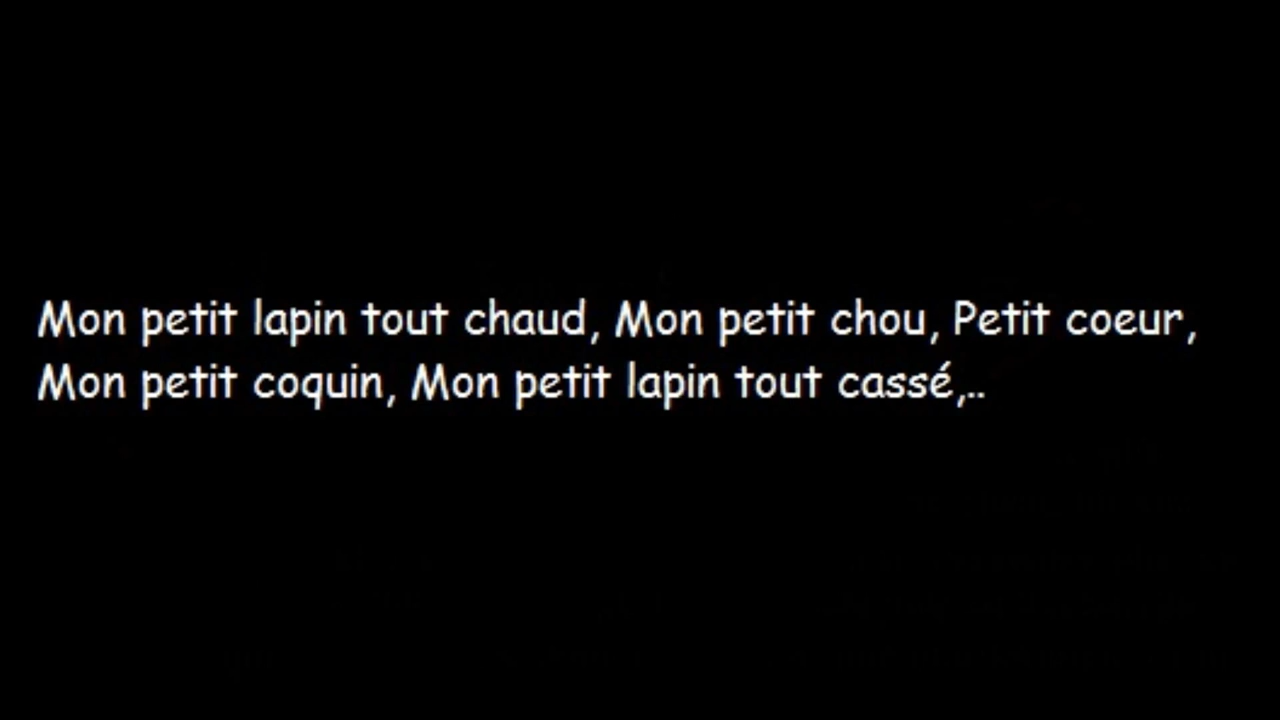 Mon petit lapin tout chaud, Mon petit chou, Petit coeur,
Mon petit coquin, Mon petit lapin tout cassé,..